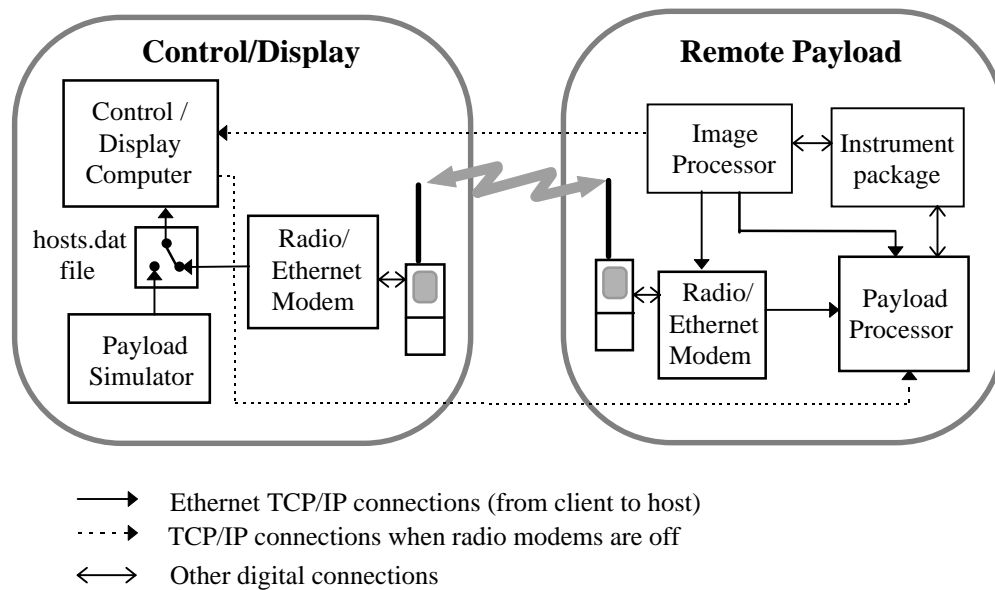 Control/Display
Control /
Display
Computer
hosts.dat
file
Radio/
Ethernet
Modem
Payload
Simulator
Remote Payload
Image
Processor
Instrument
package
Radio/
Ethernet
Modem
Payload
Processor
Ethernet TCP/IP connections (from client to host)
TCP/IP connections when radio modems are off
Other digital connections